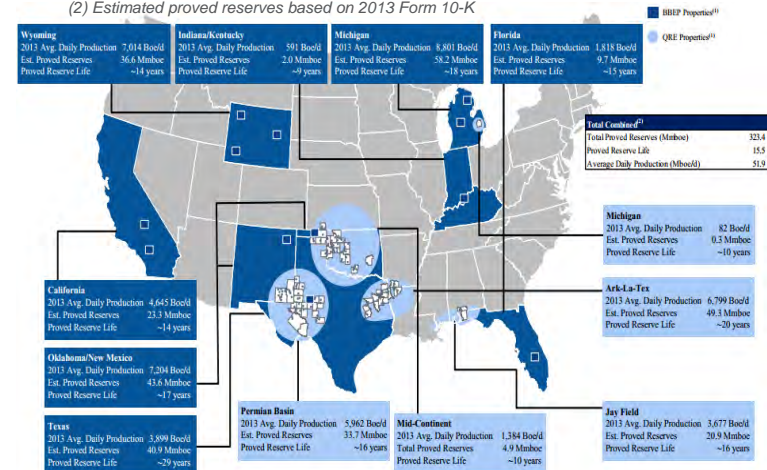 (2) Estimated proved reserves based on 2013 Form 10-K
BBEP Properties(1)
QRE Properties(1)
Wyoming
2013 Avg. Daily Production 7,014 Boe/d
Est. Proved Reserves 36.6 Mmboe
Proved Reserve Life ~14 years
Indiana/Kentucky
2013 Avg. Daily Production 591 Boe/d
Est. Proved Reserves 2.0 Mmboe
Proved Reserve Life ~9 years
Michigan
2013 Avg. Daily Production 8,801 Boe/d
Est. Proved Reserves 58.2 Mmboe
Proved Reserve Life ~18 years
Florida
2013 Avg. Daily Production 1,818 Boe/d
Est. Proved Reserves 9.7 Mmboe
Proved Reserve Life ~15 years
Total Combined(2)
Total Proved Reserves (Mmboe) 323.4
Proved Reserve Life 15.5
Average Daily Production (Mboe/d) 51.9
Michigan
2013 Avg. Daily Production 82 Boe/d
Est. Proved Reserves 0.3 Mmboe
Proved Reserve Life ~10 years
California
2013 Avg. Daily Production 4,645 Boe/d
Est. Proved Reserves 23.3 Mmboe
Proved Reserve Life ~14 years
Ark-La-Tex
2013 Avg. Daily Production 6,799 Boe/d
Est. Proved Reserves 49.3 Mmboe
Proved Reserve Life ~20 years
Oklahoma/New Mexico
2013 Avg. Daily Production 7,204 Boe/d
Est. Proved Reserves 43.6 Mmboe
Proved Reserve Life ~17 years
Texas
2013 Avg. Daily Production 3,899 Boe/d
Est. Proved Reserves 40.9 Mmboe
Proved Reserve Life ~29 years
Permian Basin
2013 Avg. Daily Production 5,962 Boe/d
Est. Proved Reserves 33.7 Mmboe
Proved Reserve Life ~16 years
Mid-Continent
2013 Avg. Daily Production 1,384 Boe/d
Total Proved Reserves 4.9 Mmboe
Proved Reserve Life ~10 years
Jay Field
2013 Avg. Daily Production 3,677 Boe/d
Est. Proved Reserves 20.9 Mmboe
Proved Reserve Life ~16 years